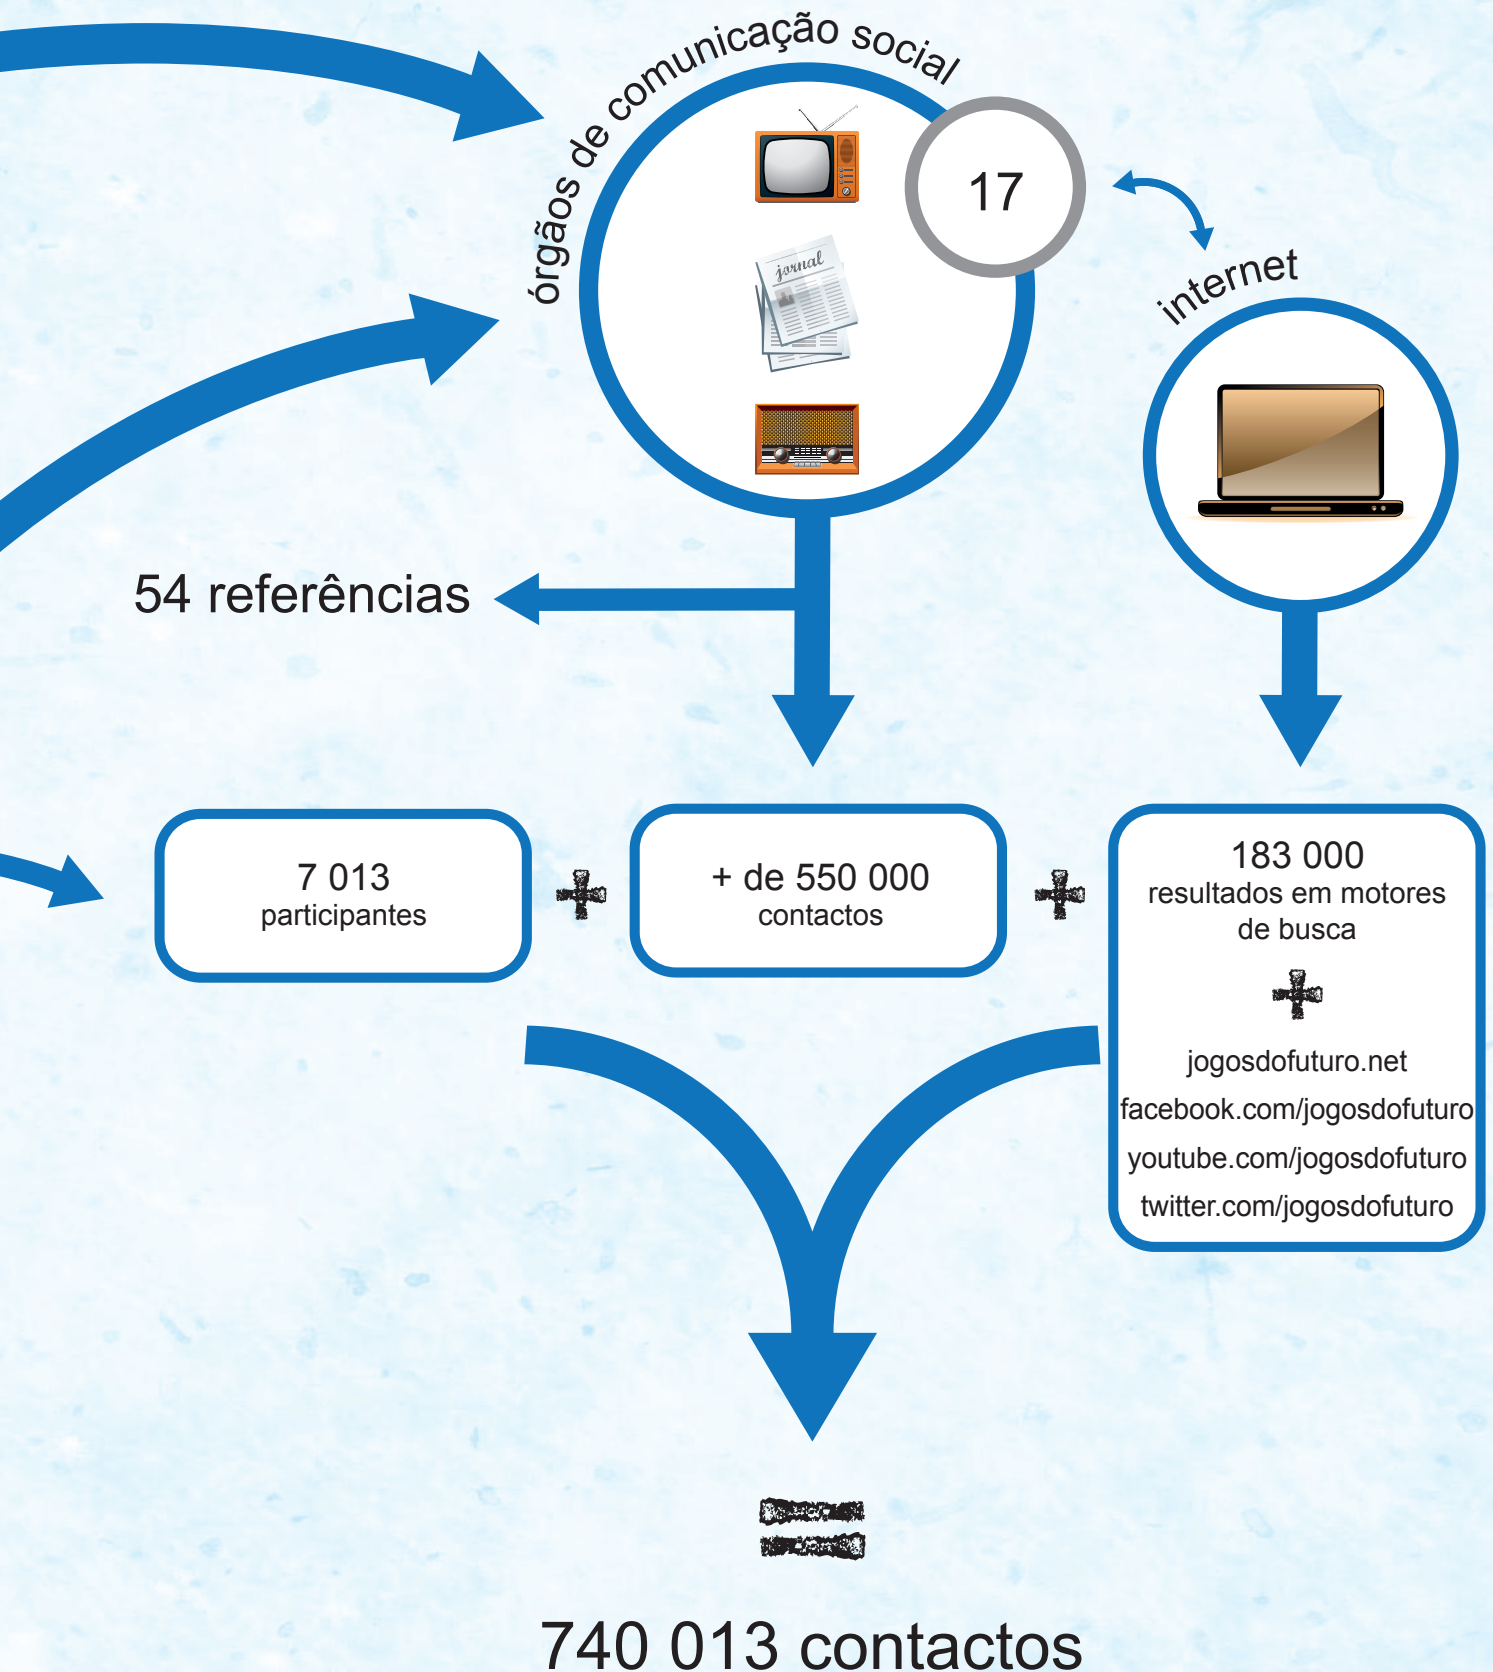 órgãos de comunicação social
17
jornal
internet
54 referências
7 013
participantes
+
+ de 550 000
contactos
+
183 000
resultados em motores
de busca
+
jogosdofuturo.net
facebook.com/jogosdofuturo
youtube.com/jogosdofuturo
twitter.com/jogosdofuturo
=
740 013 contactos